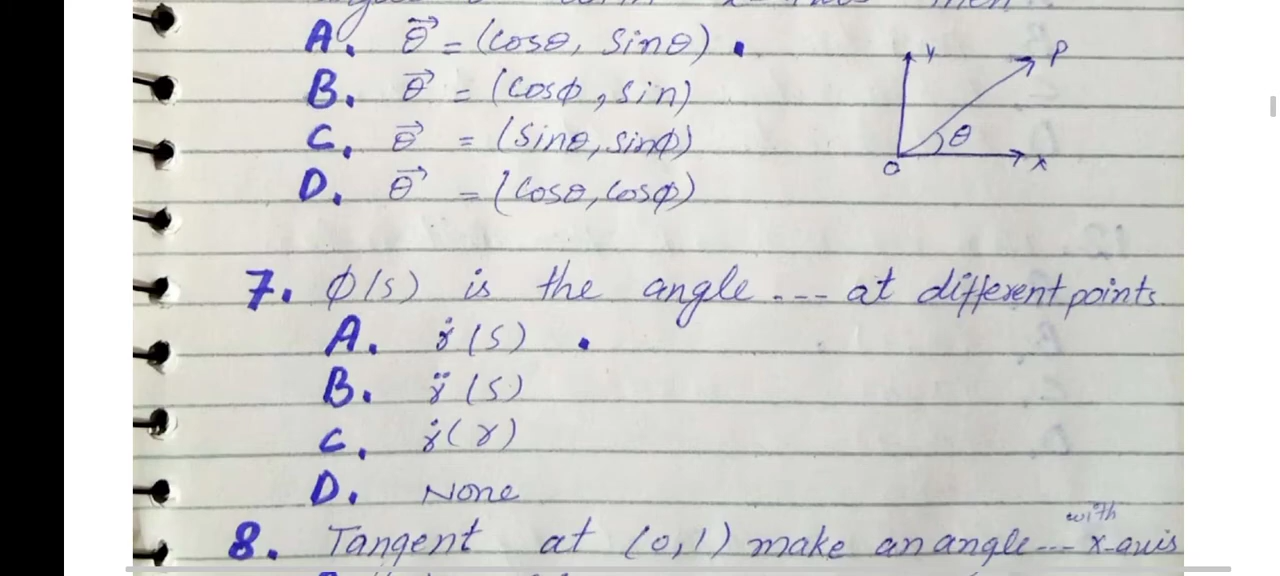 A. θ⃗ = (cosθ, sinθ) •
B. θ⃗ = (cosϕ, sin)
C. θ⃗ = (sinθ, sinϕ)
D. θ⃗ = (cosθ, cosϕ)
Y P
θ
O X
7. ϕ(s) is the angle --- at different points.
A. γ̇(s) •
B. γ̈(s)
C. γ̇(γ)
D. None
8. Tangent at (0,1) make an angle --- with x-axis